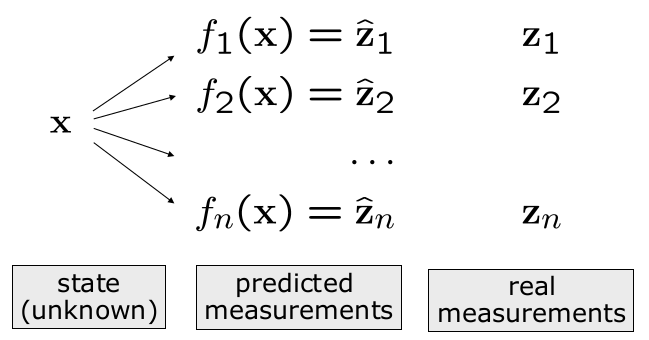 f₁(x) = ẑ₁ z₁
f₂(x) = ẑ₂ z₂
x
...
fₙ(x) = ẑₙ zₙ
state
(unknown)
predicted
measurements
real
measurements